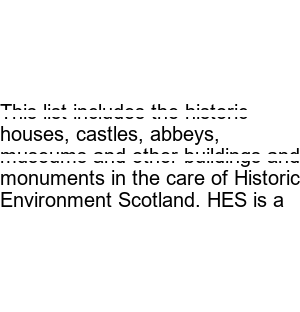 This list includes the historic
houses, castles, abbeys,
museums and other buildings and
monuments in the care of Historic
Environment Scotland. HES is a